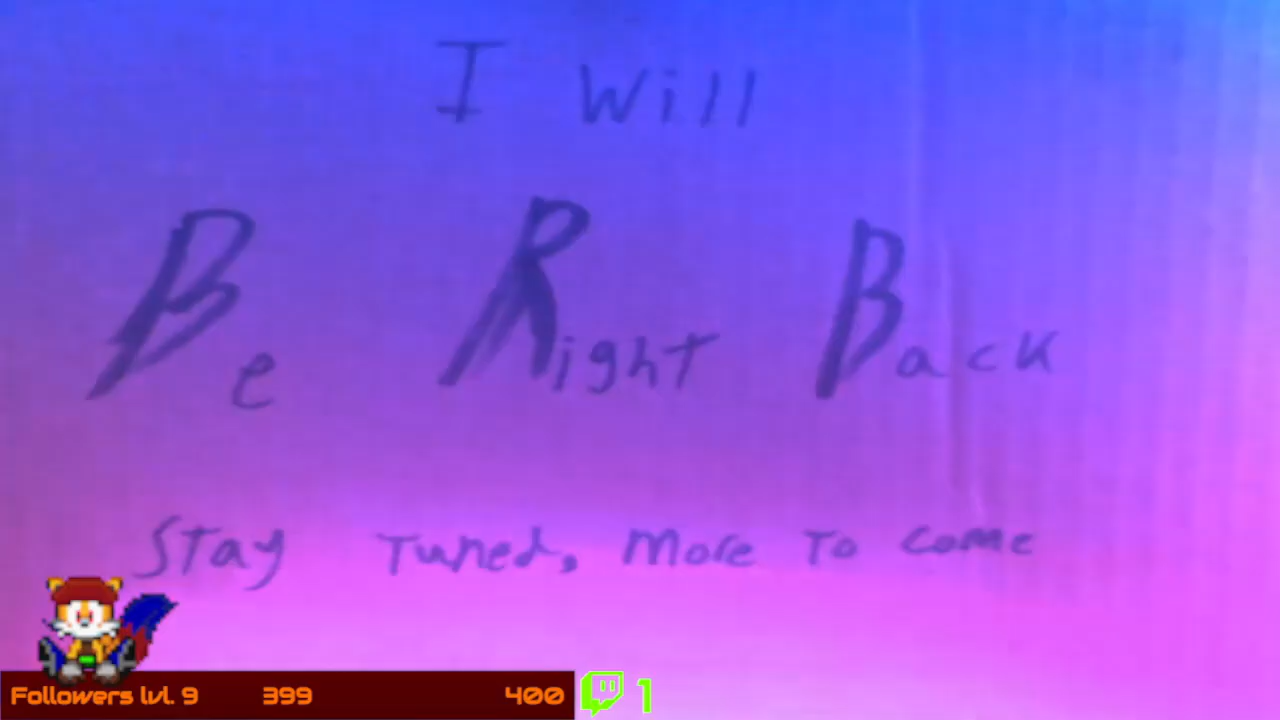 I Will
Be Right Back
Stay Tuned, More To Come
Followers lvl. 9 399 400 1